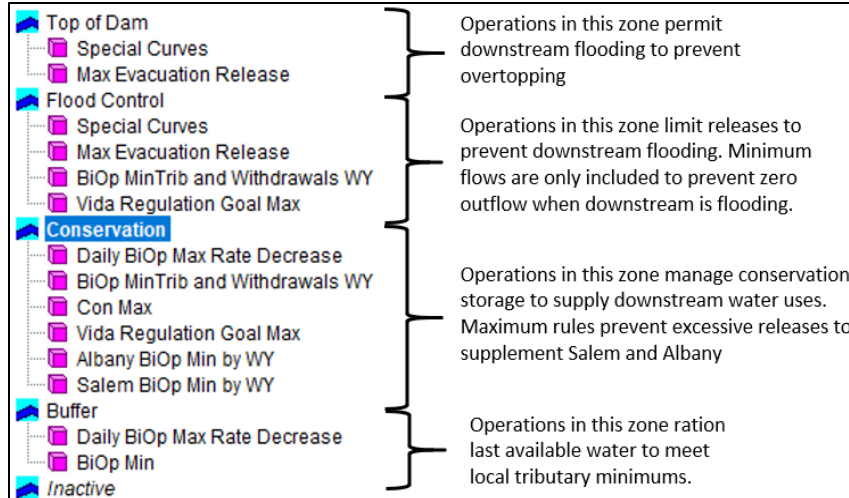 Top of Dam
Special Curves
Max Evacuation Release
Operations in this zone permit
downstream flooding to prevent
overtopping
Flood Control
Special Curves
Max Evacuation Release
BiOp MinTrib and Withdrawals WY
Vida Regulation Goal Max
Operations in this zone limit releases to
prevent downstream flooding. Minimum
flows are only included to prevent zero
outflow when downstream is flooding.
Conservation
Daily BiOp Max Rate Decrease
BiOp MinTrib and Withdrawals WY
Con Max
Vida Regulation Goal Max
Albany BiOp Min by WY
Salem BiOp Min by WY
Operations in this zone manage conservation
storage to supply downstream water uses.
Maximum rules prevent excessive releases to
supplement Salem and Albany
Buffer
Daily BiOp Max Rate Decrease
BiOp Min
Operations in this zone ration
last available water to meet
local tributary minimums.
Inactive